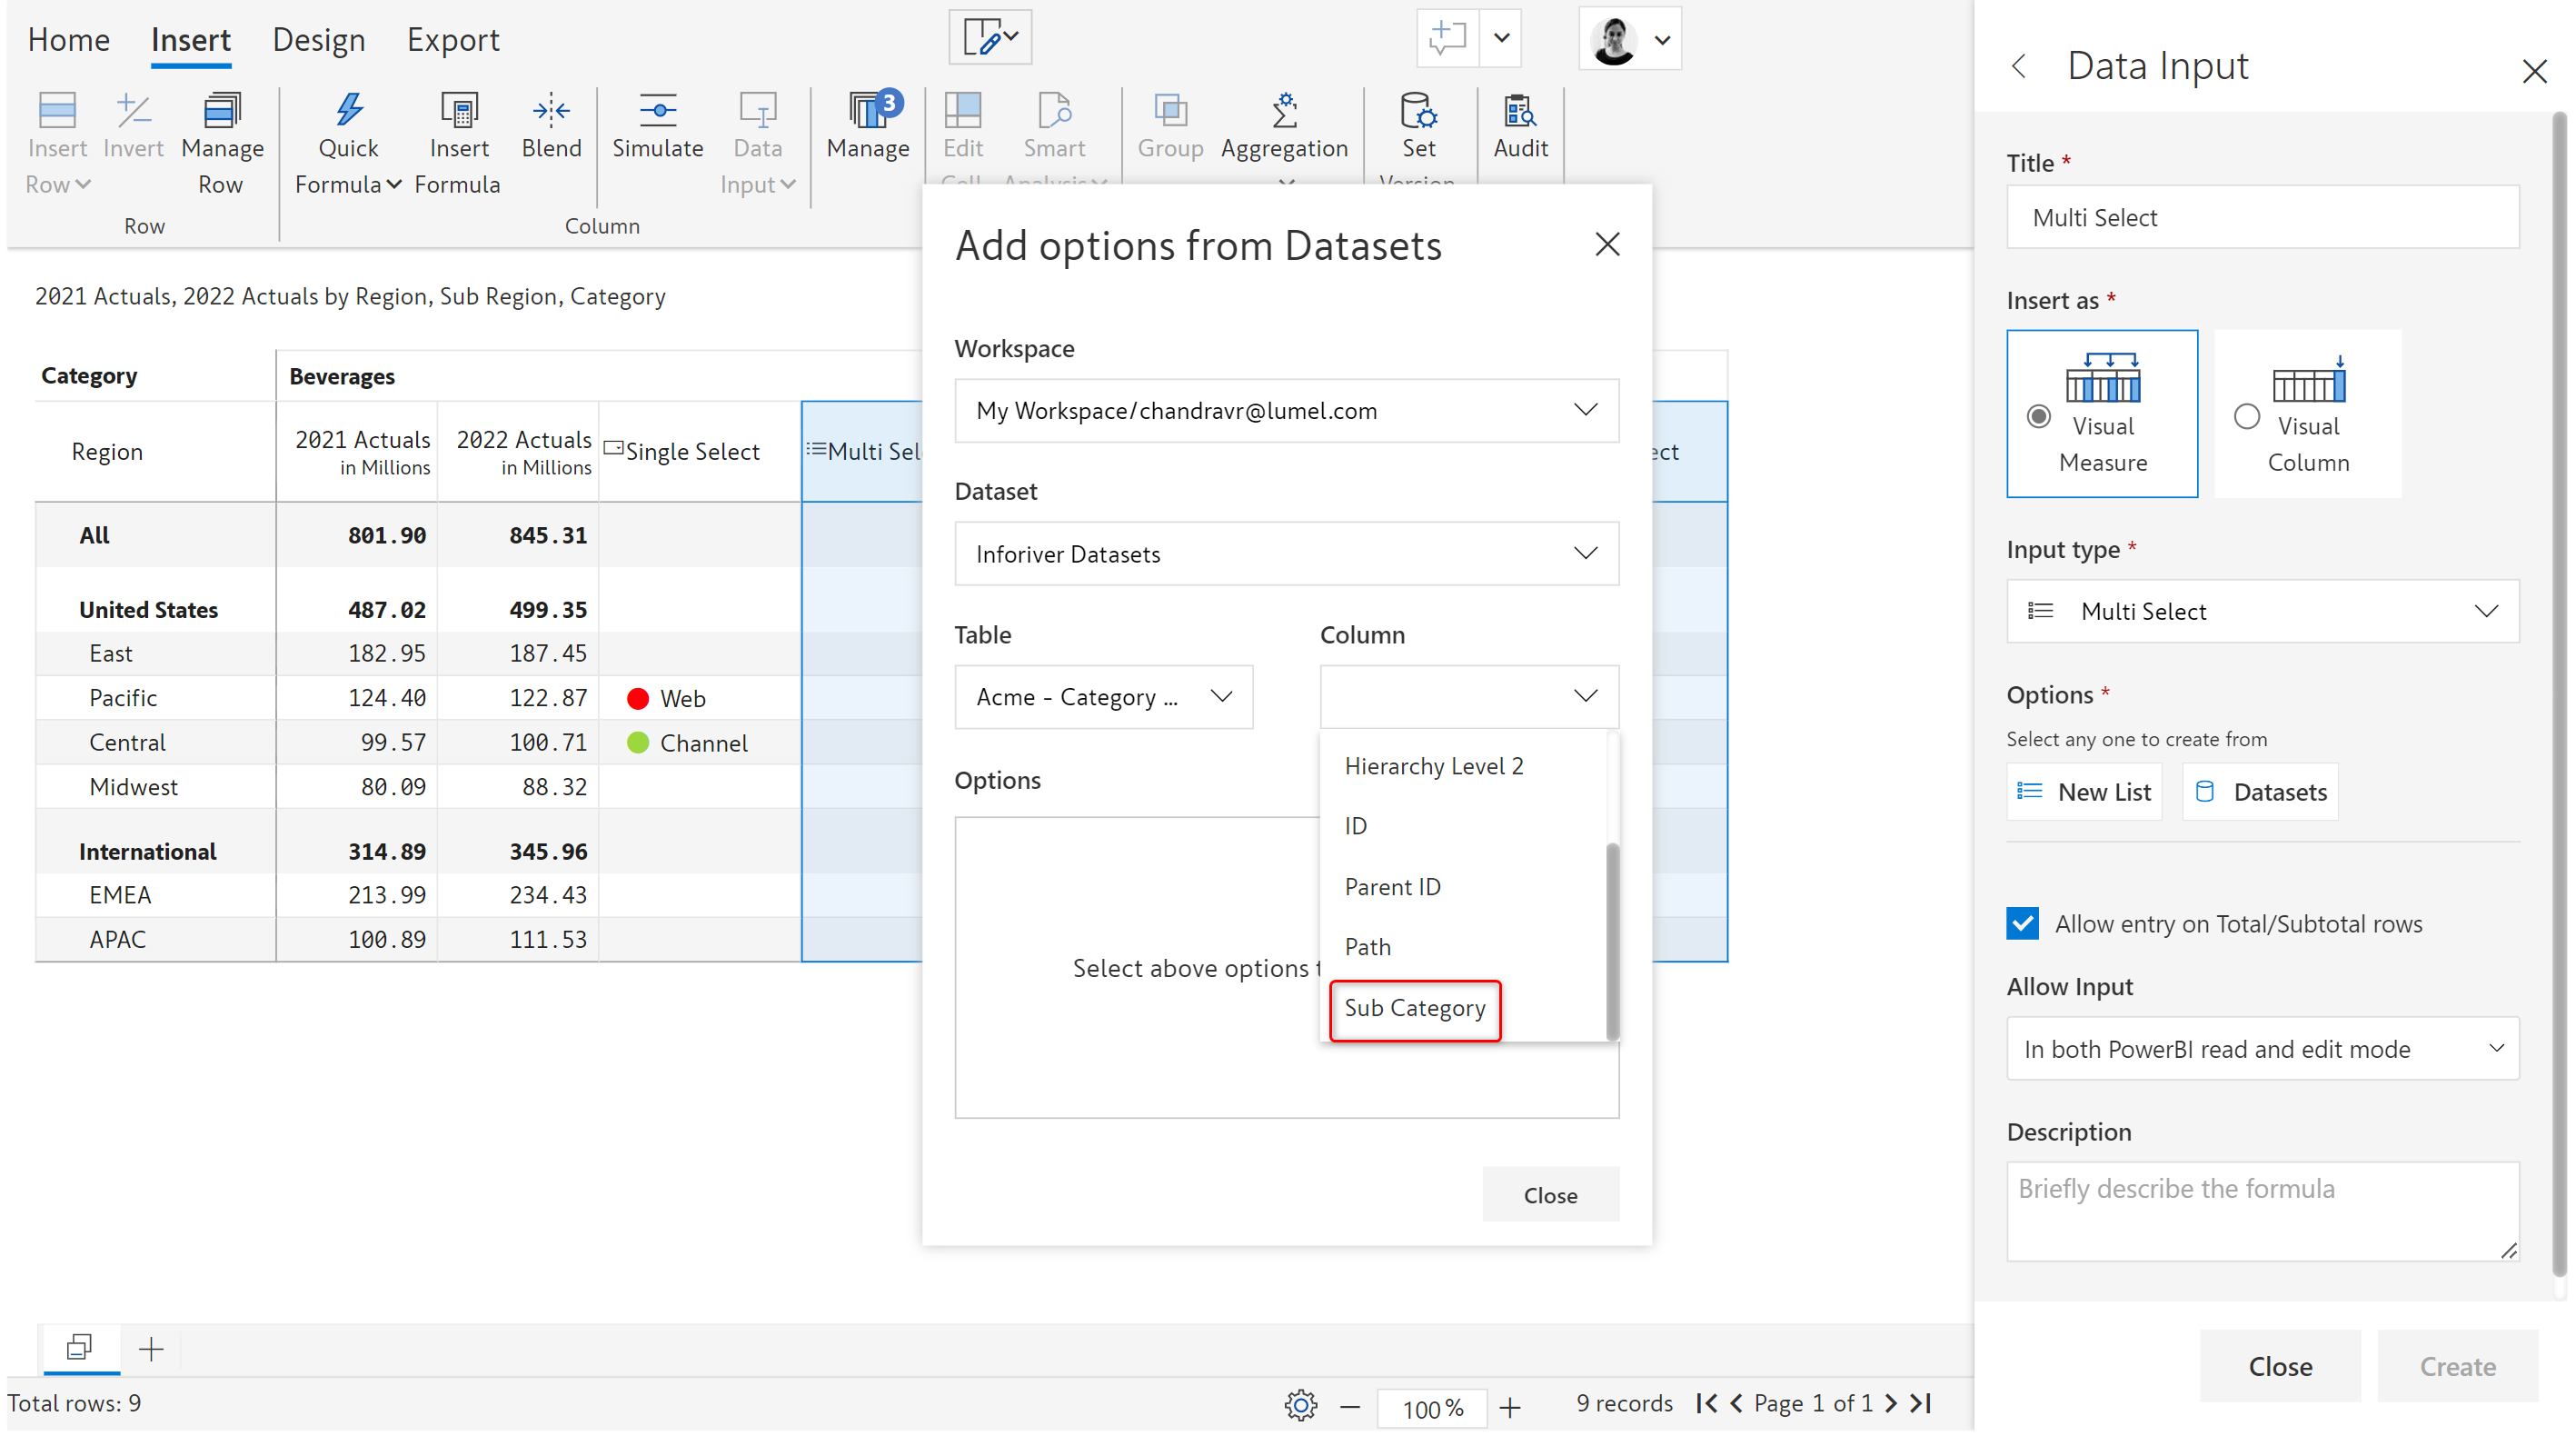 Home Insert Design Export
Insert Row
Invert
Manage Row
Row
Quick Formula
Insert Formula
Blend
Simulate
Data Input
Column
Manage
3
Edit Cell
Smart Analysis
Group
Aggregation
Set Version
Audit
2021 Actuals, 2022 Actuals by Region, Sub Region, Category
Category Beverages
Region 2021 Actuals in Millions 2022 Actuals in Millions Single Select Multi Sel ect
All 801.90 845.31
United States 487.02 499.35
East 182.95 187.45
Pacific 124.40 122.87 Web
Central 99.57 100.71 Channel
Midwest 80.09 88.32
International 314.89 345.96
EMEA 213.99 234.43
APAC 100.89 111.53
Total rows: 9
100 %
9 records
Page 1 of 1
Add options from Datasets
Workspace
My Workspace/chandravr@lumel.com
Dataset
Inforiver Datasets
Table
Acme - Category ...
Column
Hierarchy Level 2
ID
Parent ID
Path
Sub Category
Options
Select above options t
Close
Data Input
Title *
Multi Select
Insert as *
Visual Measure
Visual Column
Input type *
Multi Select
Options *
Select any one to create from
New List
Datasets
Allow entry on Total/Subtotal rows
Allow Input
In both PowerBI read and edit mode
Description
Briefly describe the formula
Close
Create